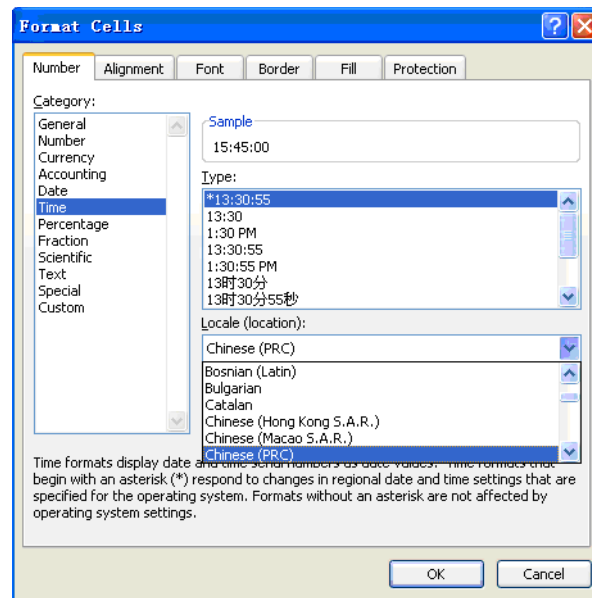 Format Cells
Number Alignment Font Border Fill Protection
Category:
General
Number
Currency
Accounting
Date
Time
Percentage
Fraction
Scientific
Text
Special
Custom
Sample
15:45:00
Type:
*13:30:55
13:30
1:30 PM
13:30:55
1:30:55 PM
13时30分
13时30分55秒
Locale (location):
Chinese (PRC)
Bosnian (Latin)
Bulgarian
Catalan
Chinese (Hong Kong S.A.R.)
Chinese (Macao S.A.R.)
Chinese (PRC)
Time formats display date and time serial numbers as date values. Time formats that
begin with an asterisk (*) respond to changes in regional date and time settings that are
specified for the operating system. Formats without an asterisk are not affected by
operating system settings.
OK Cancel